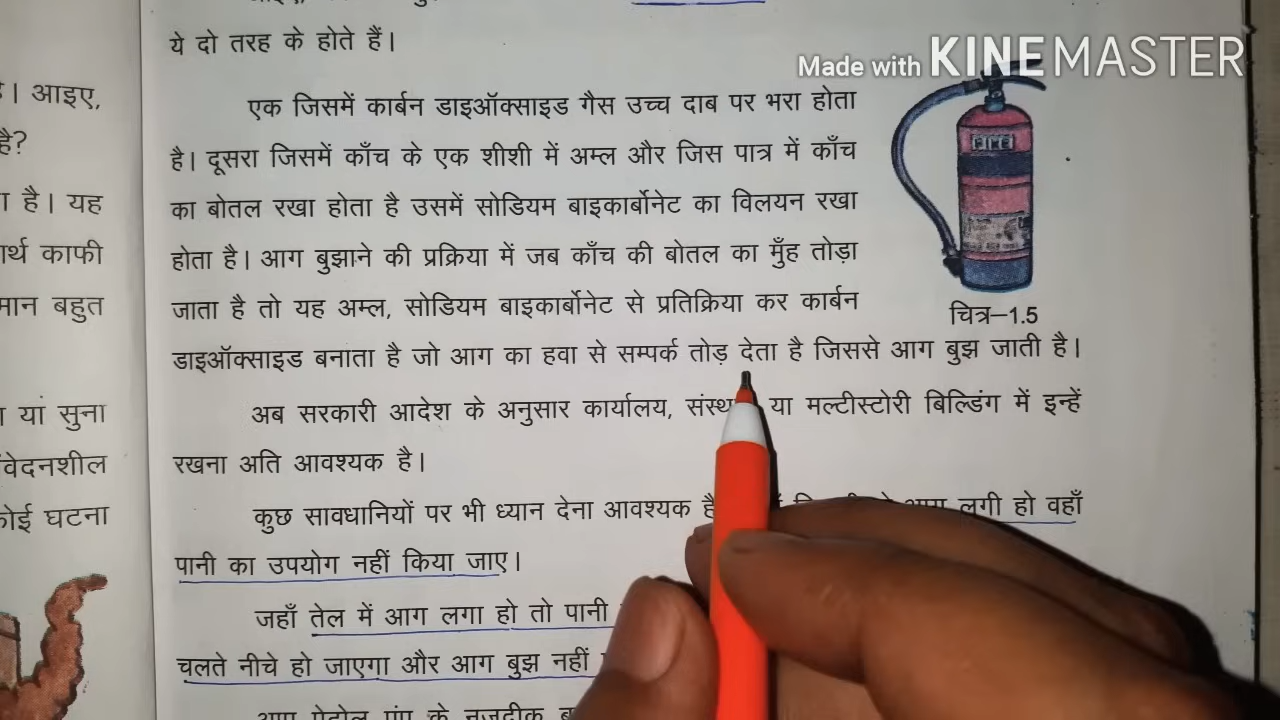 ये दो तरह के होते हैं।
Made with KINEMASTER
है। आइए,
एक जिसमें कार्बन डाइऑक्साइड गैस उच्च दाब पर भरा होता
है?
है। दूसरा जिसमें काँच के एक शीशी में अम्ल और जिस पात्र में काँच
FIRE
है। यह
का बोतल रखा होता है उसमें सोडियम बाइकार्बोनेट का विलयन रखा
काफी
होता है। आग बुझाने की प्रक्रिया में जब काँच की बोतल का मुँह तोड़ा
बहुत
जाता है तो यह अम्ल, सोडियम बाइकार्बोनेट से प्रतिक्रिया कर कार्बन
चित्र–1.5
डाइऑक्साइड बनाता है जो आग का हवा से सम्पर्क तोड़ देता है जिससे आग बुझ जाती है।
यां सुना
अब सरकारी आदेश के अनुसार कार्यालय, या मल्टीस्टोरी बिल्डिंग में इन्हें
रखना अति आवश्यक है।
घटना
कुछ सावधानियों पर भी ध्यान देना आवश्यक लगी हो वहाँ
पानी का उपयोग नहीं किया जाए।
जहाँ तेल में आग लगा हो तो पानी
चलते नीचे हो जाएगा और आग बुझ नहीं